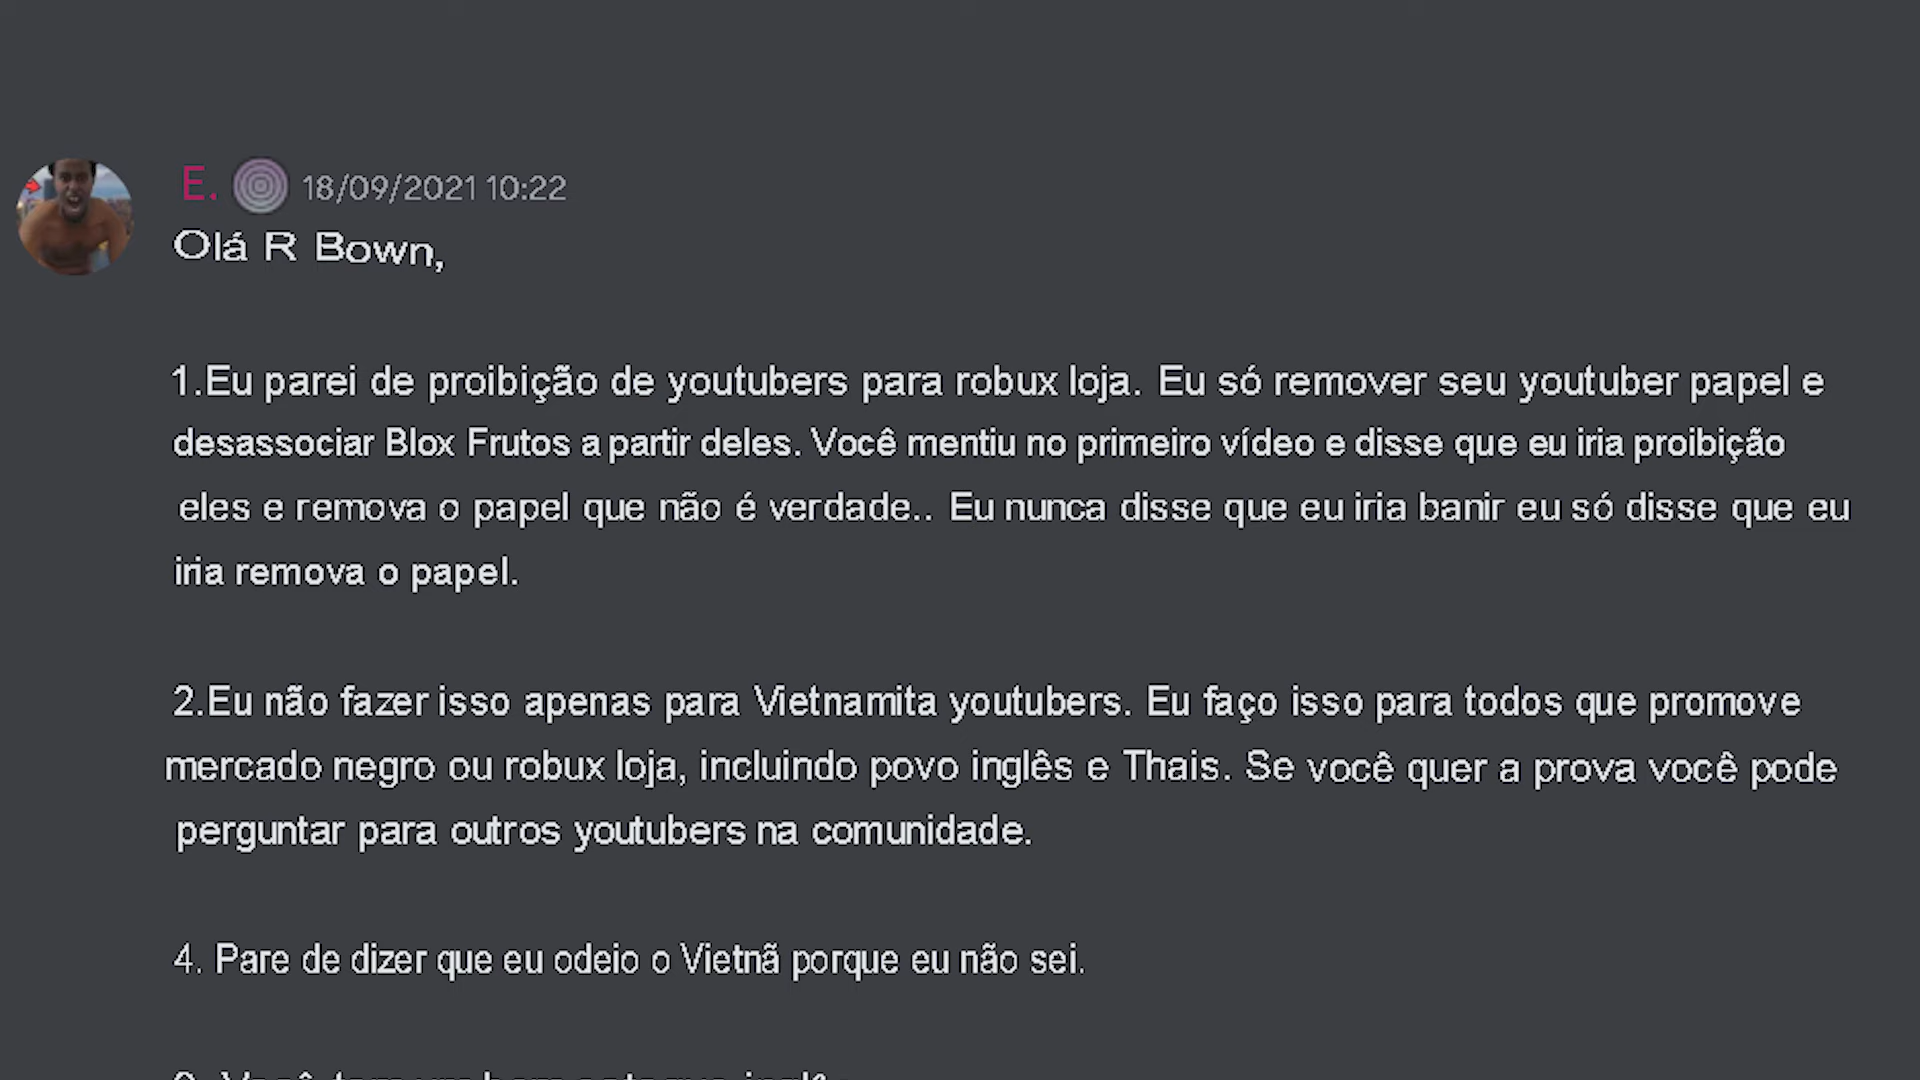 E. 18/09/2021 10:22
Olá R Bown,
1.Eu parei de proibição de youtubers para robux loja. Eu só remover seu youtuber papel e
desassociar Blox Frutos a partir deles. Você mentiu no primeiro vídeo e disse que eu iria proibição
eles e remova o papel que não é verdade.. Eu nunca disse que eu iria banir eu só disse que eu
iria remova o papel.
2.Eu não fazer isso apenas para Vietnamita youtubers. Eu faço isso para todos que promove
mercado negro ou robux loja, incluindo povo inglês e Thais. Se você quer a prova você pode
perguntar para outros youtubers na comunidade.
4. Pare de dizer que eu odeio o Vietnã porque eu não sei.